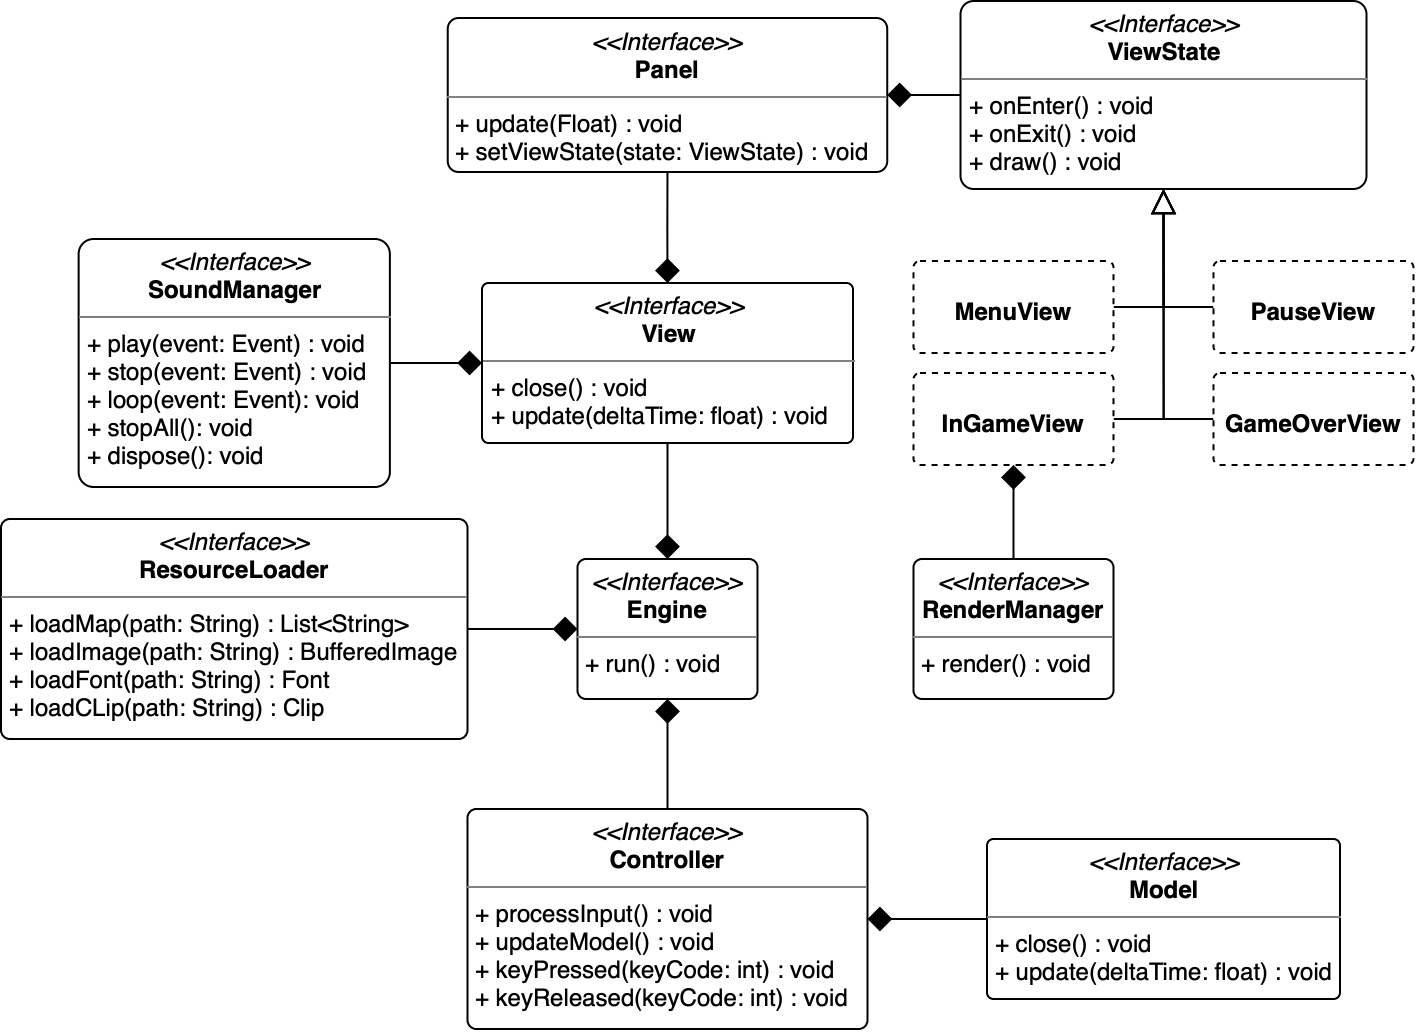 <<Interface>>
Panel
+ update(Float) : void
+ setViewState(state: ViewState) : void
<<Interface>>
ViewState
+ onEnter() : void
+ onExit() : void
+ draw() : void
<<Interface>>
SoundManager
+ play(event: Event) : void
+ stop(event: Event) : void
+ loop(event: Event): void
+ stopAll(): void
+ dispose(): void
<<Interface>>
View
+ close() : void
+ update(deltaTime: float) : void
MenuView
PauseView
InGameView
GameOverView
<<Interface>>
ResourceLoader
+ loadMap(path: String) : List<String>
+ loadImage(path: String) : BufferedImage
+ loadFont(path: String) : Font
+ loadCLip(path: String) : Clip
<<Interface>>
Engine
+ run() : void
<<Interface>>
RenderManager
+ render() : void
<<Interface>>
Controller
+ processInput() : void
+ updateModel() : void
+ keyPressed(keyCode: int) : void
+ keyReleased(keyCode: int) : void
<<Interface>>
Model
+ close() : void
+ update(deltaTime: float) : void